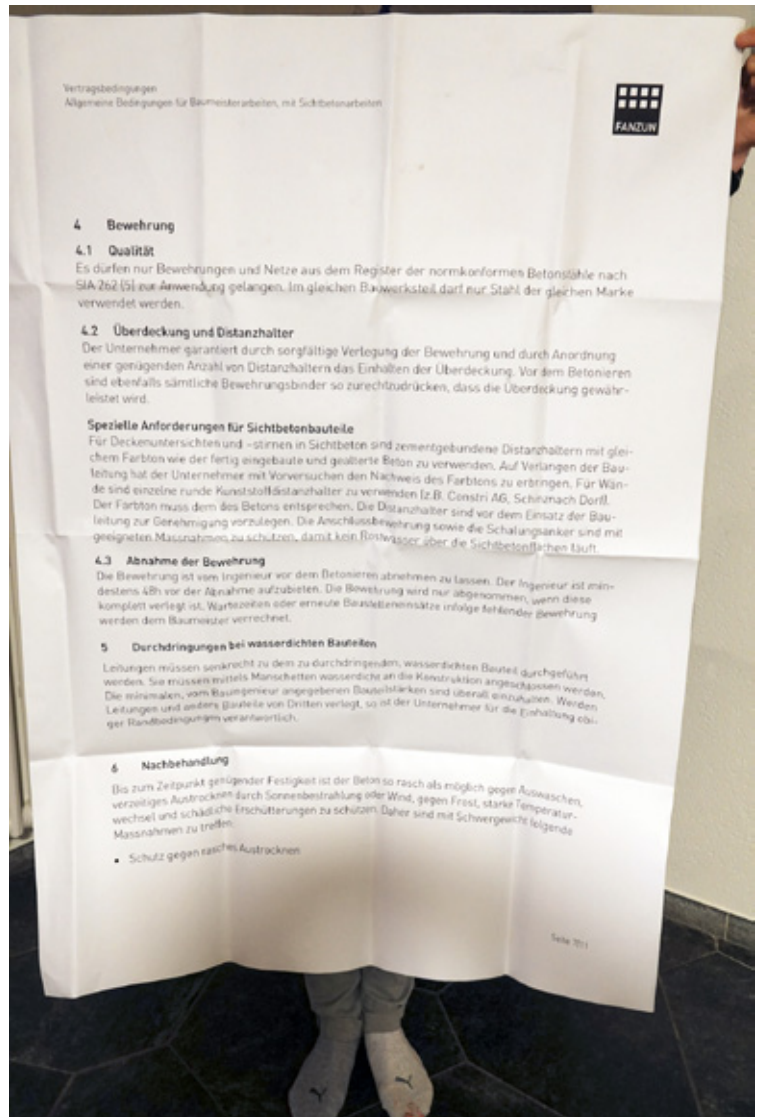 Vertragsbedingungen
Allgemeine Bedingungen für Baumeisterarbeiten, mit Sichtbetonarbeiten
FANZUN
4 Bewehrung
4.1 Qualität
Es dürfen nur Bewehrungen und Netze aus dem Register der normkonformen Betonstähle nach
SIA 262 (5) zur Anwendung gelangen. Im gleichen Bauwerksteil darf nur Stahl der gleichen Marke
verwendet werden.
4.2 Überdeckung und Distanzhalter
Der Unternehmer garantiert durch sorgfältige Verlegung der Bewehrung und durch Anordnung
einer genügenden Anzahl von Distanzhaltern das Einhalten der Überdeckung. Vor dem Betonieren
sind ebenfalls sämtliche Bewehrungsbinder so zurechtzudrücken, dass die Überdeckung gewähr-
leistet wird.
Spezielle Anforderungen für Sichtbetonbauteile
Für Deckenuntersichten und -stirnen in Sichtbeton sind zementgebundene Distanzhaltern mit glei-
chem Farbton wie der fertig eingebaute und gealterte Beton zu verwenden. Auf Verlangen der Bau-
leitung hat der Unternehmer mit Vorversuchen den Nachweis des Farbtons zu erbringen. Für Wän-
de sind einzelne runde Kunststoffdistanzhalter zu verwenden (z.B. Constri AG, Schinznach Dorf).
Der Farbton muss dem des Betons entsprechen. Die Distanzhalter sind vor dem Einsatz der Bau-
leitung zur Genehmigung vorzulegen. Die Anschlussbewehrung sowie die Schalungsanker sind mit
geeigneten Massnahmen zu schützen, damit kein Rostwasser über die Sichtbetonflächen läuft.
4.3 Abnahme der Bewehrung
Die Bewehrung ist vom Ingenieur vor dem Betonieren abnehmen zu lassen. Der Ingenieur ist min-
destens 48h vor der Abnahme aufzubieten. Die Bewehrung wird nur abgenommen, wenn diese
komplett verlegt ist. Wartezeiten oder erneute Baustelleneinsätze infolge fehlender Bewehrung
werden dem Baumeister verrechnet.
5 Durchdringungen bei wasserdichten Bauteilen
Leitungen müssen senkrecht zu dem zu durchdringenden, wasserdichten Bauteil durchgeführt
werden. Sie müssen mittels Manschetten wasserdicht an die Konstruktion angeschlossen werden.
Die minimalen, vom Bauingenieur angegebenen Bauteilstärken sind überall einzuhalten. Werden
Leitungen und andere Bauteile von Dritten verlegt, so ist der Unternehmer für die Einhaltung obi-
ger Randbedingungen verantwortlich.
6 Nachbehandlung
Bis zum Zeitpunkt genügender Festigkeit ist der Beton so rasch als möglich gegen Auswaschen,
verzeitiges Austrocknen durch Sonnenbestrahlung oder Wind, gegen Frost, starke Temperatur-
wechsel und schädliche Erschütterungen zu schützen. Daher sind mit Schwergewicht folgende
Massnahmen zu treffen:
▪ Schutz gegen rasches Austrocknen
Seite